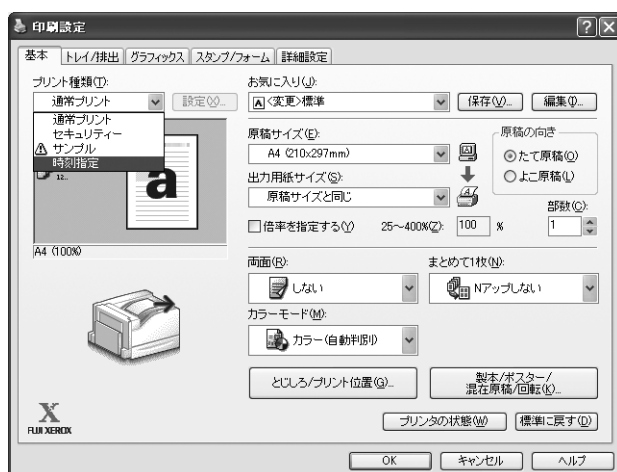 印刷設定
基本 トレイ/排出 グラフィックス スタンプ/フォーム 詳細設定
プリント種類(T):
通常プリント
設定(X)...
通常プリント
セキュリティー
サンプル
時刻指定
12...
a
A4 (100%)
FUJI XEROX
お気に入り(J):
A <変更>標準
保存(V)...
編集(I)...
原稿サイズ(E):
A4 (210x297mm)
出力用紙サイズ(S):
原稿サイズと同じ
原稿の向き
たて原稿(O)
よこ原稿(L)
倍率を指定する(Y) 25～400%(Z): 100 %
部数(C):
1
両面(R):
しない
まとめて1枚(N):
Nアップしない
カラーモード(M):
カラー(自動判別)
とじしろ/プリント位置(G)...
製本/ポスター/
混在原稿/回転(K)...
プリンタの状態(W)
標準に戻す(D)
OK
キャンセル
ヘルプ